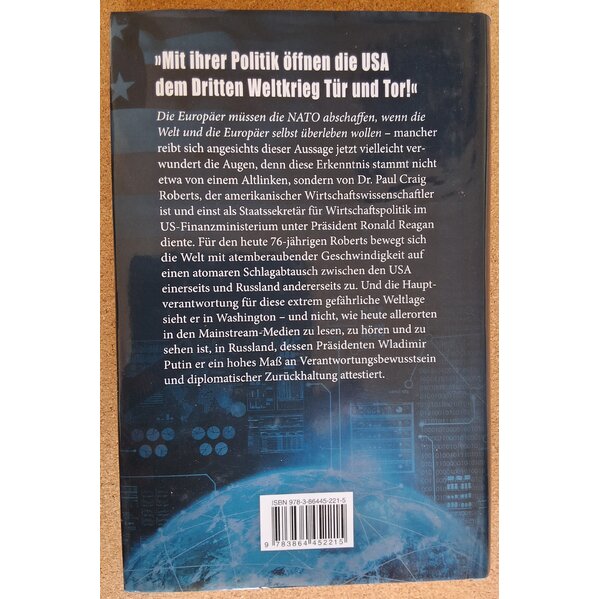 »Mit ihrer Politik öffnen die USA
dem Dritten Weltkrieg Tür und Tor!«
Die Europäer müssen die NATO abschaffen, wenn die
Welt und die Europäer selbst überleben wollen – mancher
reibt sich angesichts dieser Aussage jetzt vielleicht ver-
wundert die Augen, denn diese Erkenntnis stammt nicht
etwa von einem Altlinken, sondern von Dr. Paul Craig
Roberts, der amerikanischer Wirtschaftswissenschaftler
ist und einst als Staatssekretär für Wirtschaftspolitik im
US-Finanzministerium unter Präsident Ronald Reagan
diente. Für den heute 76-jährigen Roberts bewegt sich
die Welt mit atemberaubender Geschwindigkeit auf
einen atomaren Schlagabtausch zwischen den USA
einerseits und Russland andererseits zu. Und die Haupt-
verantwortung für diese extrem gefährliche Weltlage
sieht er in Washington – und nicht, wie heute allerorten
in den Mainstream-Medien zu lesen, zu hören und zu
sehen ist, in Russland, dessen Präsidenten Wladimir
Putin er ein hohes Maß an Verantwortungsbewusstsein
und diplomatischer Zurückhaltung attestiert.
ISBN 978-3-86445-221-5
9 783864 452215